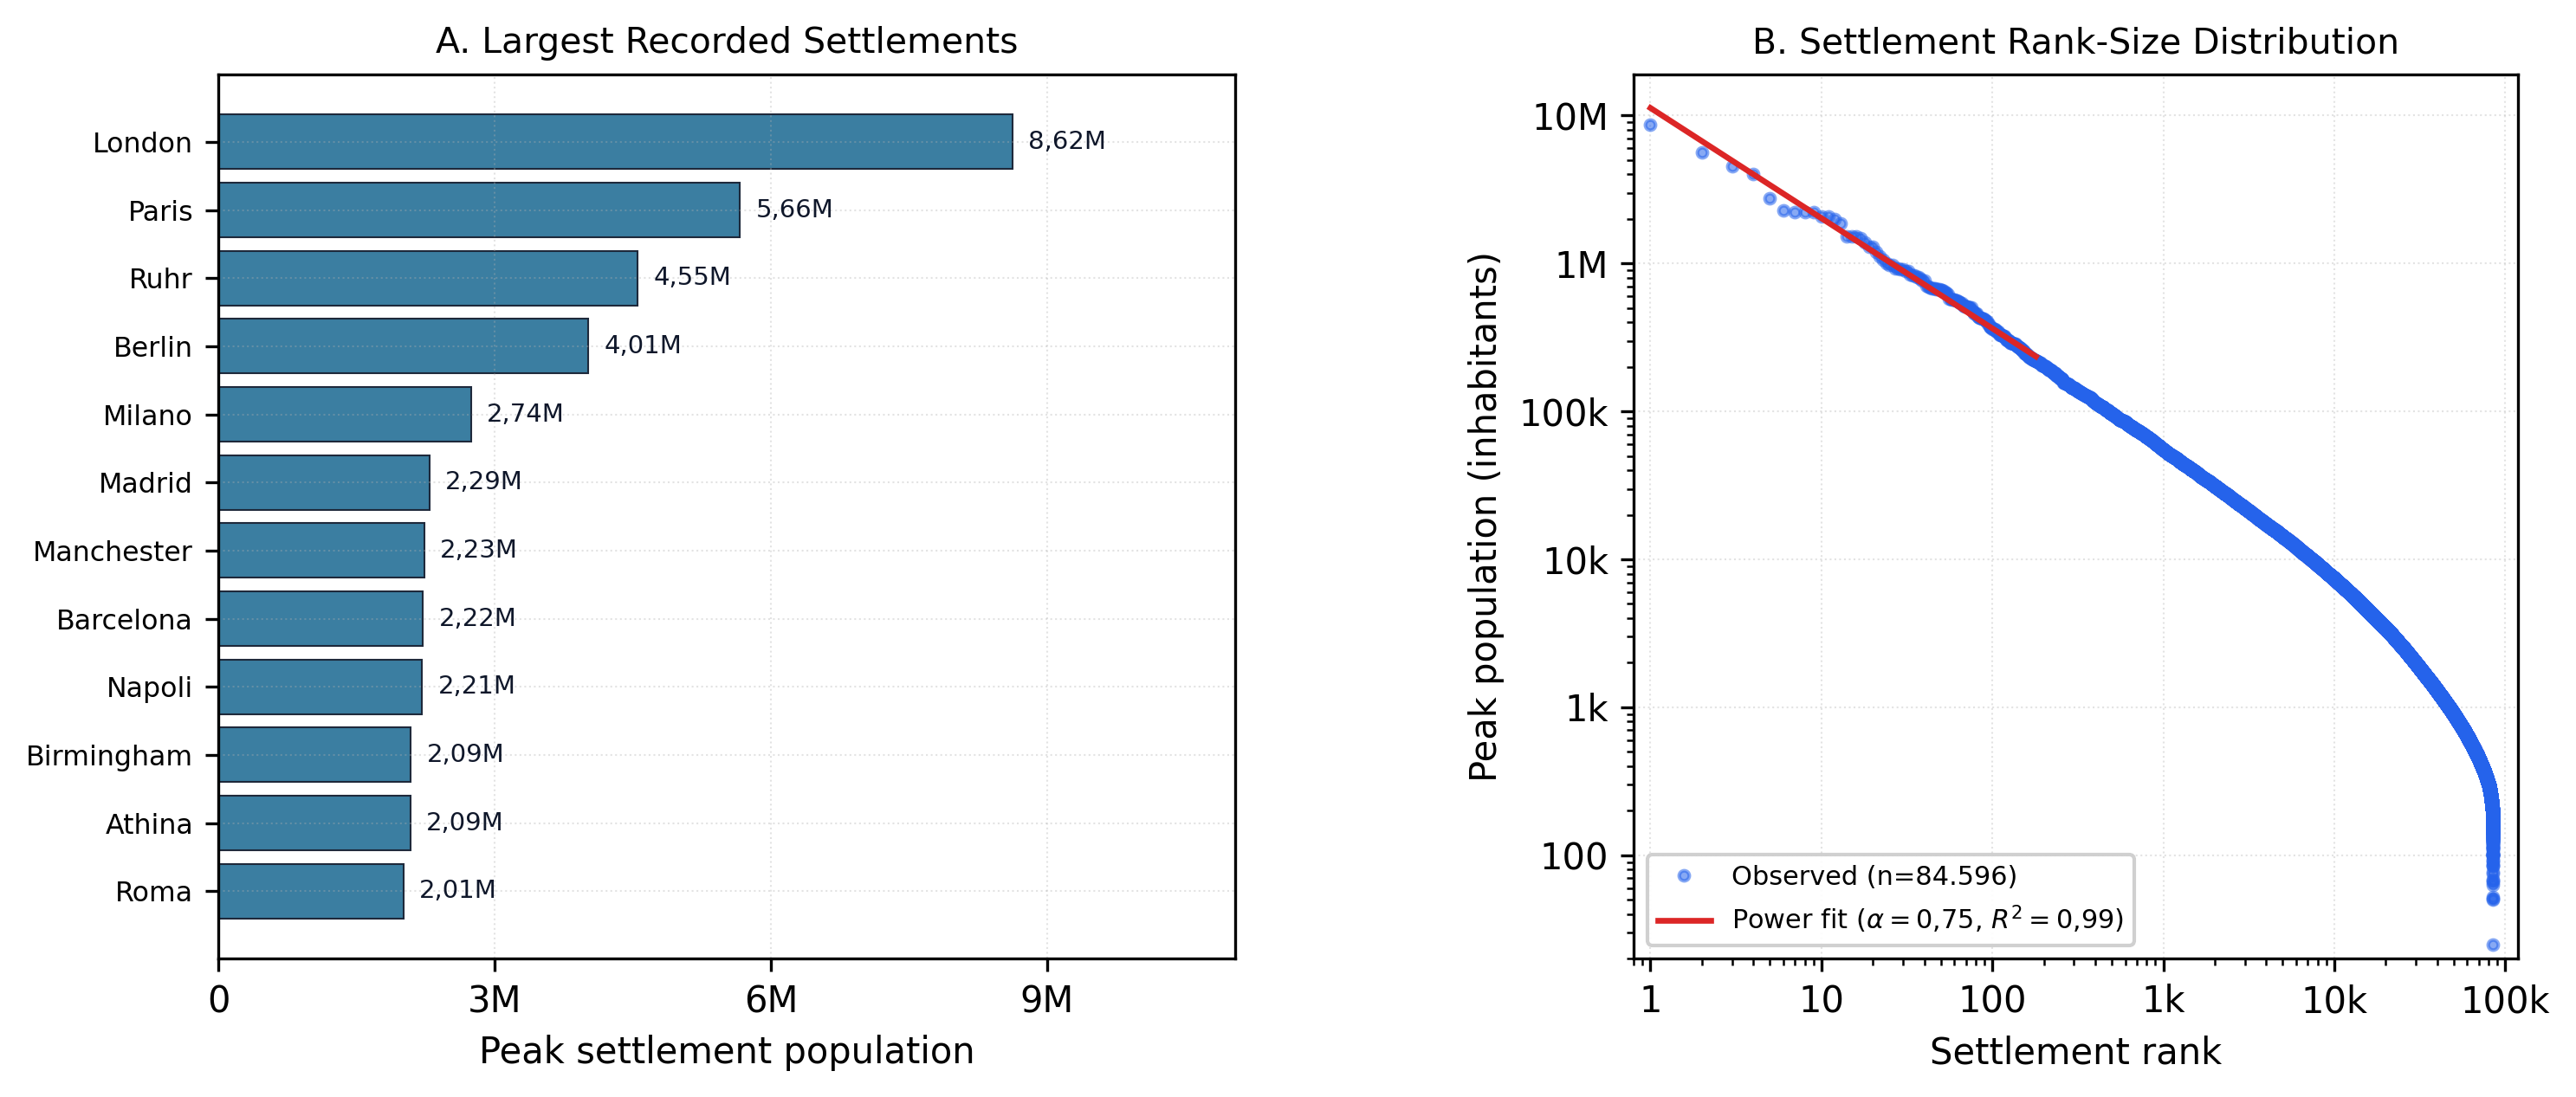 A. Largest Recorded Settlements
London
8,62M
Paris
5,66M
Ruhr
4,55M
Berlin
4,01M
Milano
2,74M
Madrid
2,29M
Manchester
2,23M
Barcelona
2,22M
Napoli
2,21M
Birmingham
2,09M
Athina
2,09M
Roma
2,01M
0 3M 6M 9M
Peak settlement population
B. Settlement Rank-Size Distribution
Peak population (inhabitants)
10M
1M
100k
10k
1k
100
Observed (n=84.596)
Power fit (α = 0,75, R² = 0,99)
1 10 100 1k 10k 100k
Settlement rank